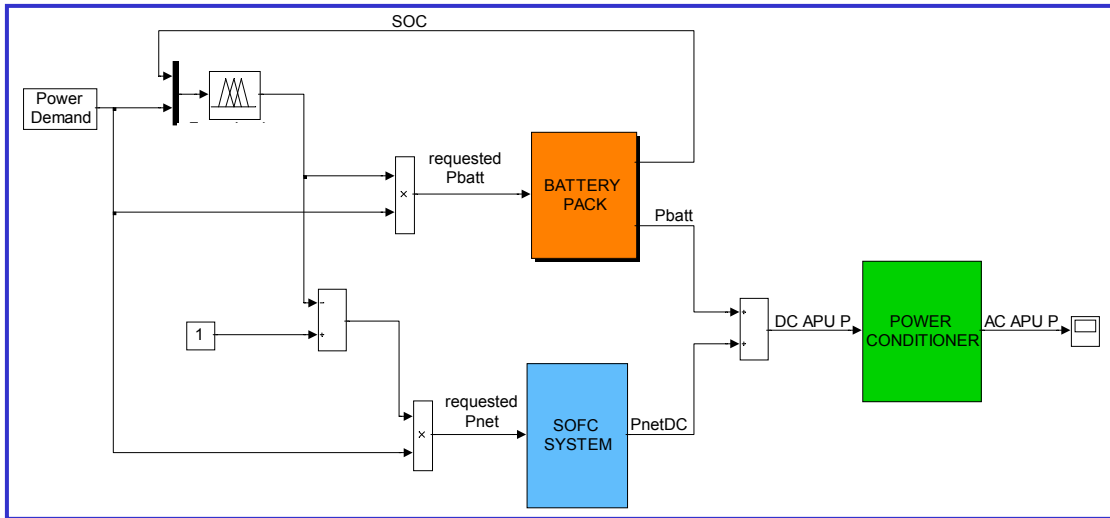 SOC
Power
Demand
×
requested
Pbatt
BATTERY
PACK
Pbatt
−
+
1
+
+
DC APU P
POWER
CONDITIONER
AC APU P
×
requested
Pnet
SOFC
SYSTEM
PnetDC